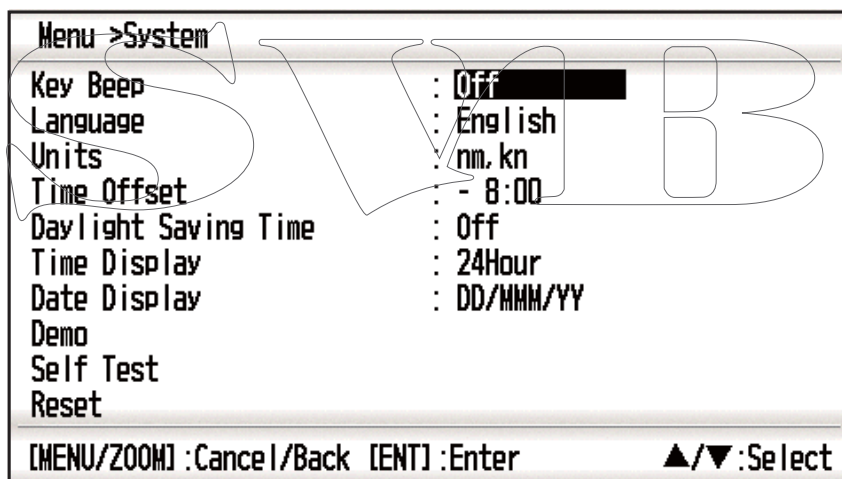 Menu >System
Key Beep : Off
Language : English
Units : nm,kn
Time Offset : - 8:00
Daylight Saving Time : Off
Time Display : 24Hour
Date Display : DD/MMM/YY
Demo
Self Test
Reset
[MENU/ZOOM] :Cancel/Back [ENT] :Enter ▲/▼:Select
SVB